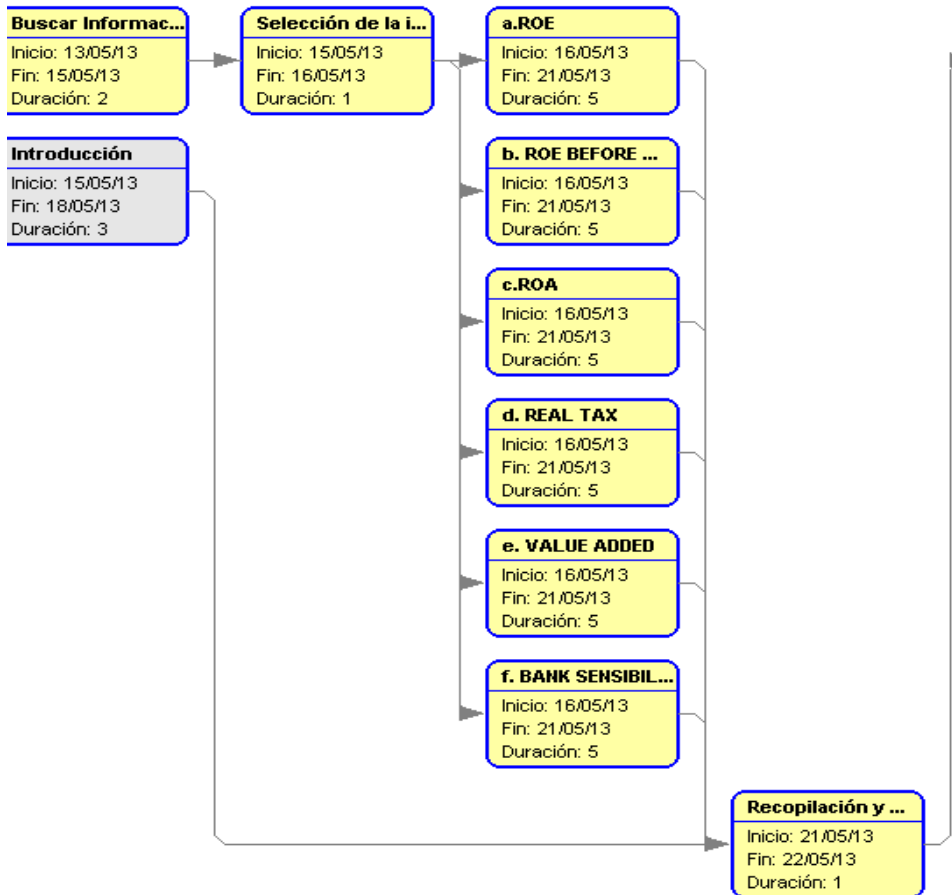 Buscar Informac...
Inicio: 13/05/13
Fin: 15/05/13
Duración: 2
Selección de la i...
Inicio: 15/05/13
Fin: 16/05/13
Duración: 1
a.ROE
Inicio: 16/05/13
Fin: 21/05/13
Duración: 5
Introducción
Inicio: 15/05/13
Fin: 18/05/13
Duración: 3
b. ROE BEFORE ...
Inicio: 16/05/13
Fin: 21/05/13
Duración: 5
c.ROA
Inicio: 16/05/13
Fin: 21/05/13
Duración: 5
d. REAL TAX
Inicio: 16/05/13
Fin: 21/05/13
Duración: 5
e. VALUE ADDED
Inicio: 16/05/13
Fin: 21/05/13
Duración: 5
f. BANK SENSIBIL...
Inicio: 16/05/13
Fin: 21/05/13
Duración: 5
Recopilación y ...
Inicio: 21/05/13
Fin: 22/05/13
Duración: 1